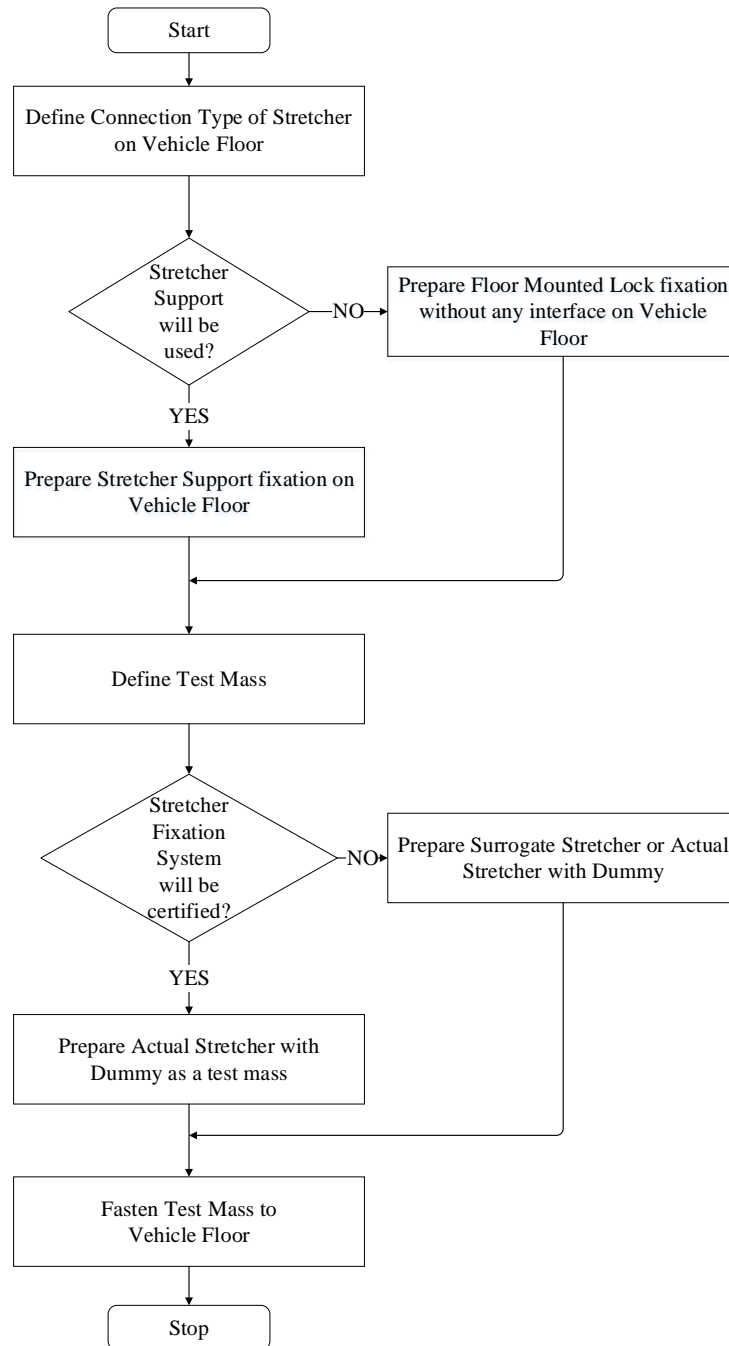 Start
Define Connection Type of Stretcher
on Vehicle Floor
Stretcher
Support
will be
used?
NO
Prepare Floor Mounted Lock fixation
without any interface on Vehicle
Floor
YES
Prepare Stretcher Support fixation on
Vehicle Floor
Define Test Mass
Stretcher
Fixation
System
will be
certified?
NO
Prepare Surrogate Stretcher or Actual
Stretcher with Dummy
YES
Prepare Actual Stretcher with
Dummy as a test mass
Fasten Test Mass to
Vehicle Floor
Stop